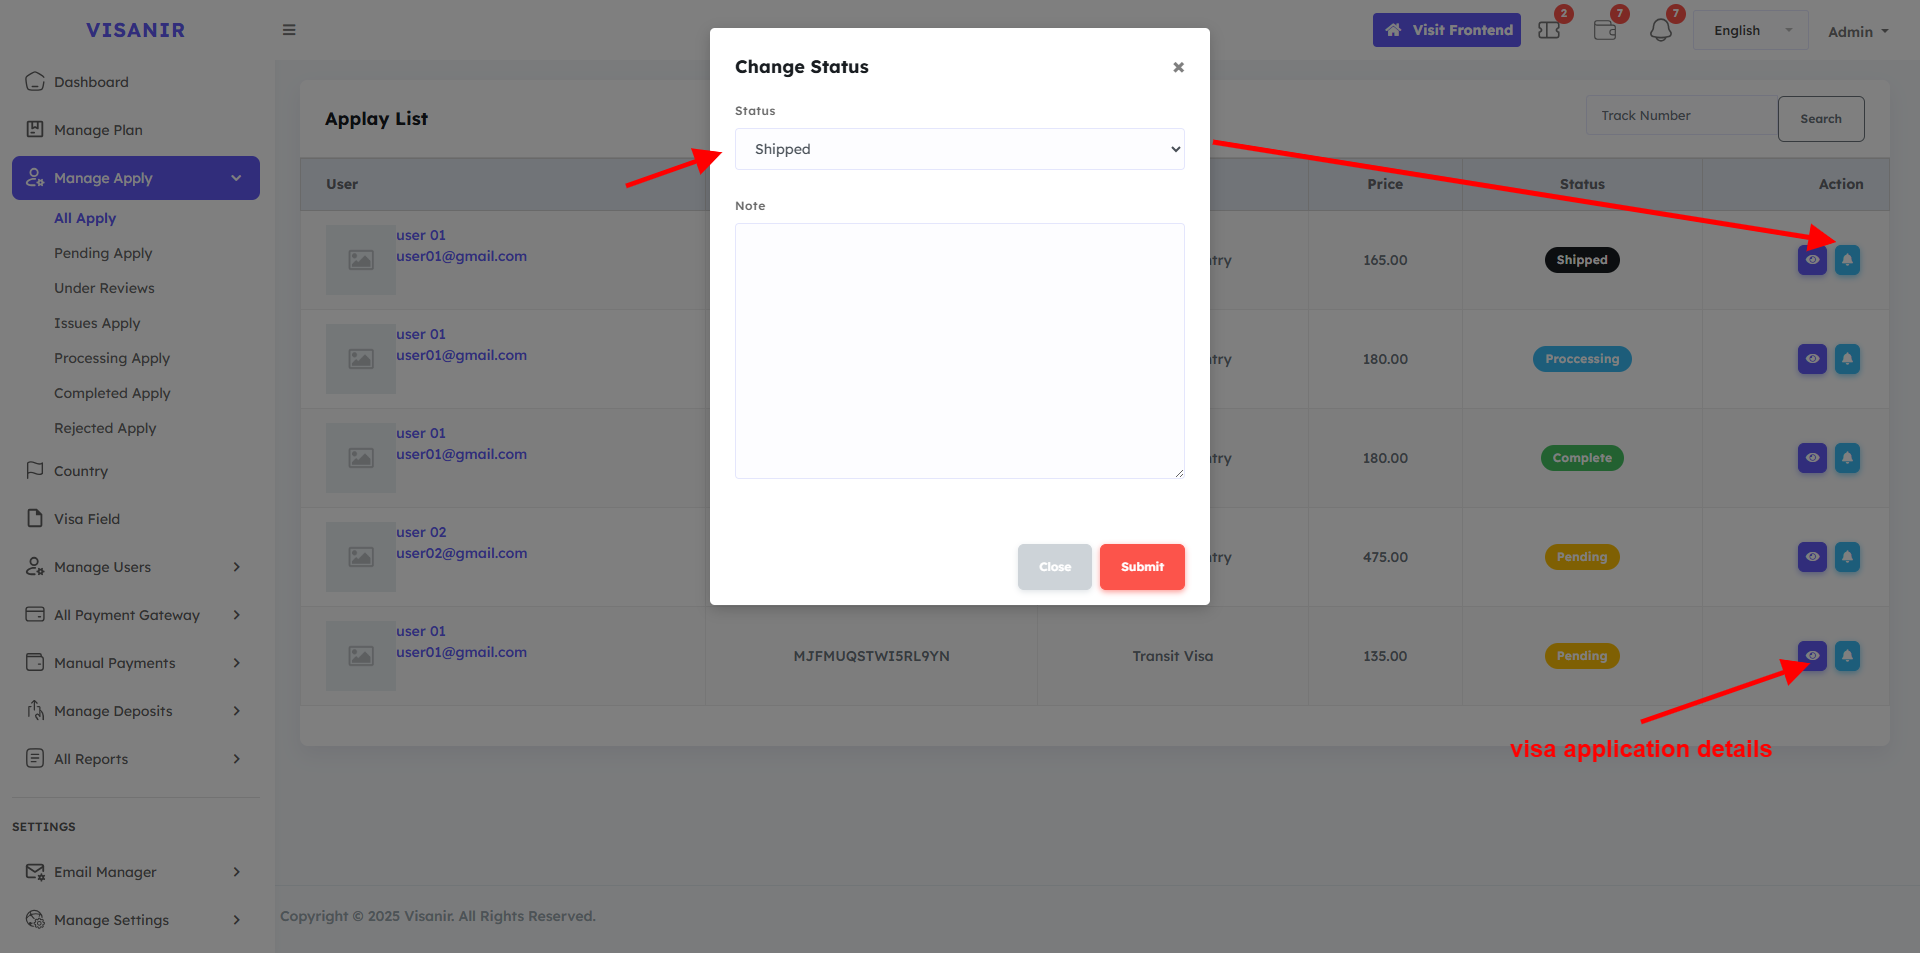 VISANIR
Visit Frontend
2
7
7
English
Admin
Dashboard
Manage Plan
Manage Apply
All Apply
Pending Apply
Under Reviews
Issues Apply
Processing Apply
Completed Apply
Rejected Apply
Country
Visa Field
Manage Users
All Payment Gateway
Manual Payments
Manage Deposits
All Reports
SETTINGS
Email Manager
Manage Settings
Change Status
Status
Shipped
Note
Close
Submit
Applay List
Track Number
Search
User
Price
Status
Action
user 01
user01@gmail.com
try
165.00
Shipped
user 01
user01@gmail.com
try
180.00
Proccessing
user 01
user01@gmail.com
try
180.00
Complete
user 02
user02@gmail.com
try
475.00
Pending
user 01
user01@gmail.com
MJFMUQSTWI5RL9YN
Transit Visa
135.00
Pending
visa application details
Copyright © 2025 Visanir. All Rights Reserved.